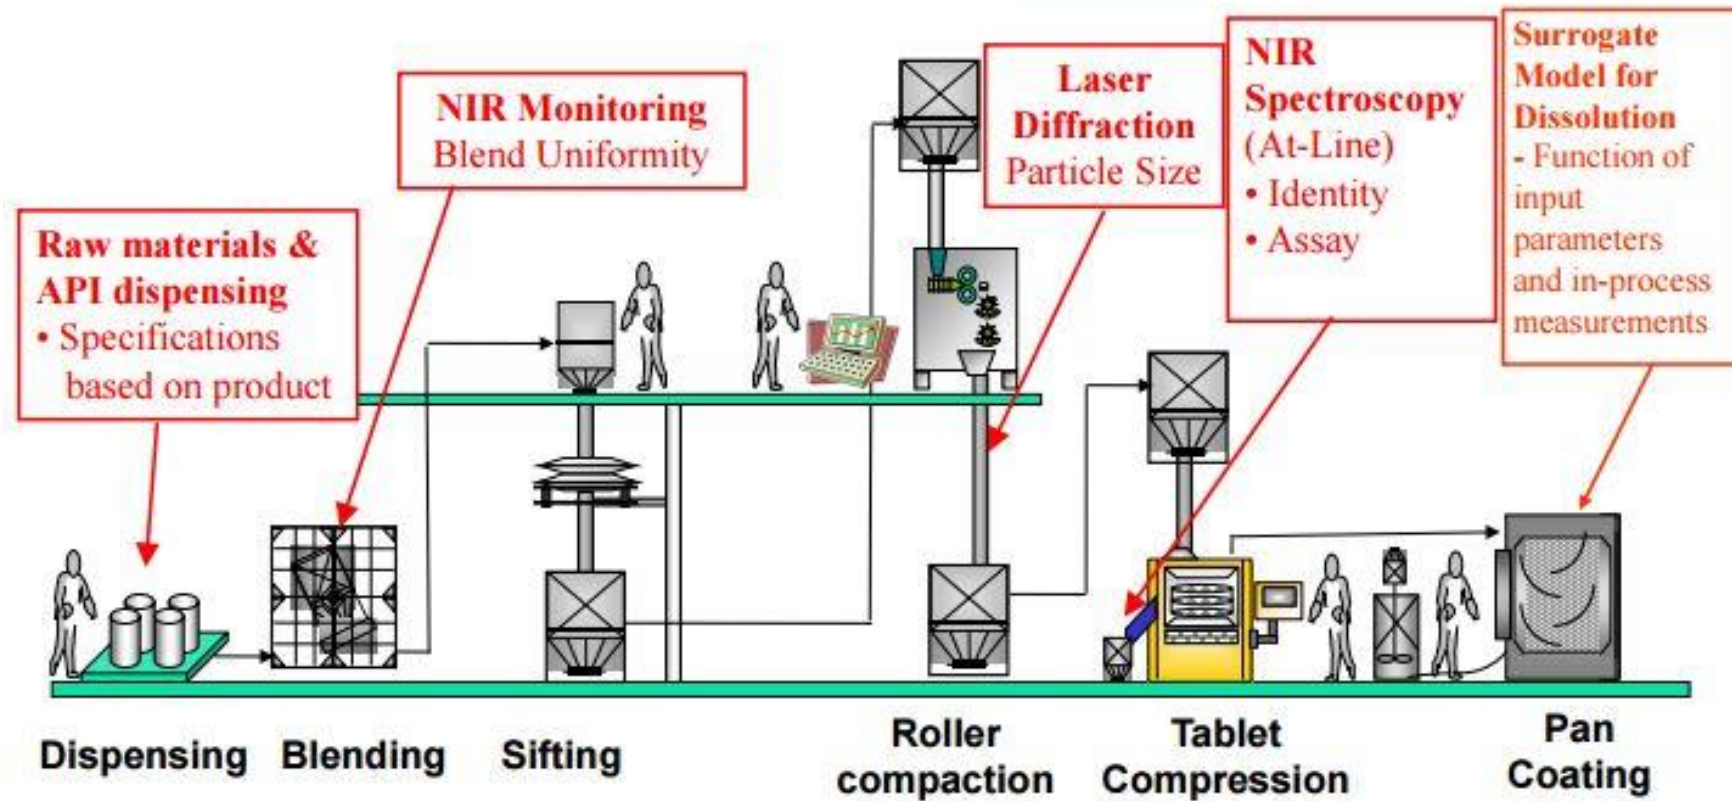 Raw materials &
API dispensing
• Specifications
based on product
NIR Monitoring
Blend Uniformity
Laser
Diffraction
Particle Size
NIR
Spectroscopy
(At-Line)
• Identity
• Assay
Surrogate
Model for
Dissolution
- Function of
input
parameters
and in-process
measurements
Dispensing
Blending
Sifting
Roller
compaction
Tablet
Compression
Pan
Coating